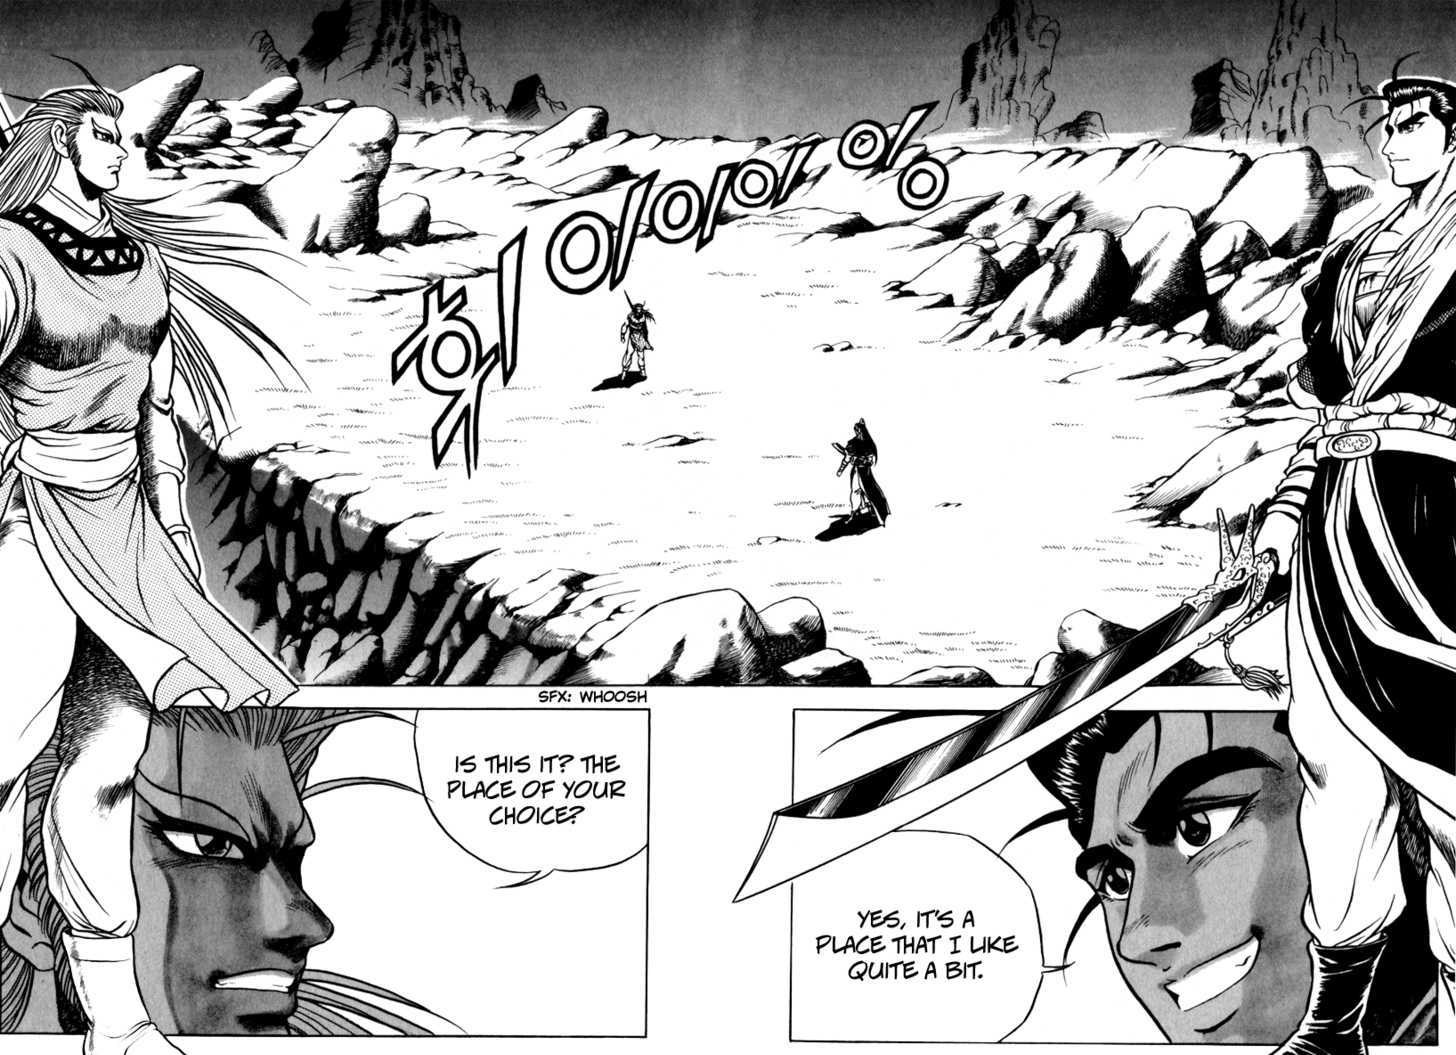 휘이이이잉
SFX: WHOOSH
IS THIS IT? THE
PLACE OF YOUR
CHOICE?
YES, IT'S A
PLACE THAT I LIKE
QUITE A BIT.